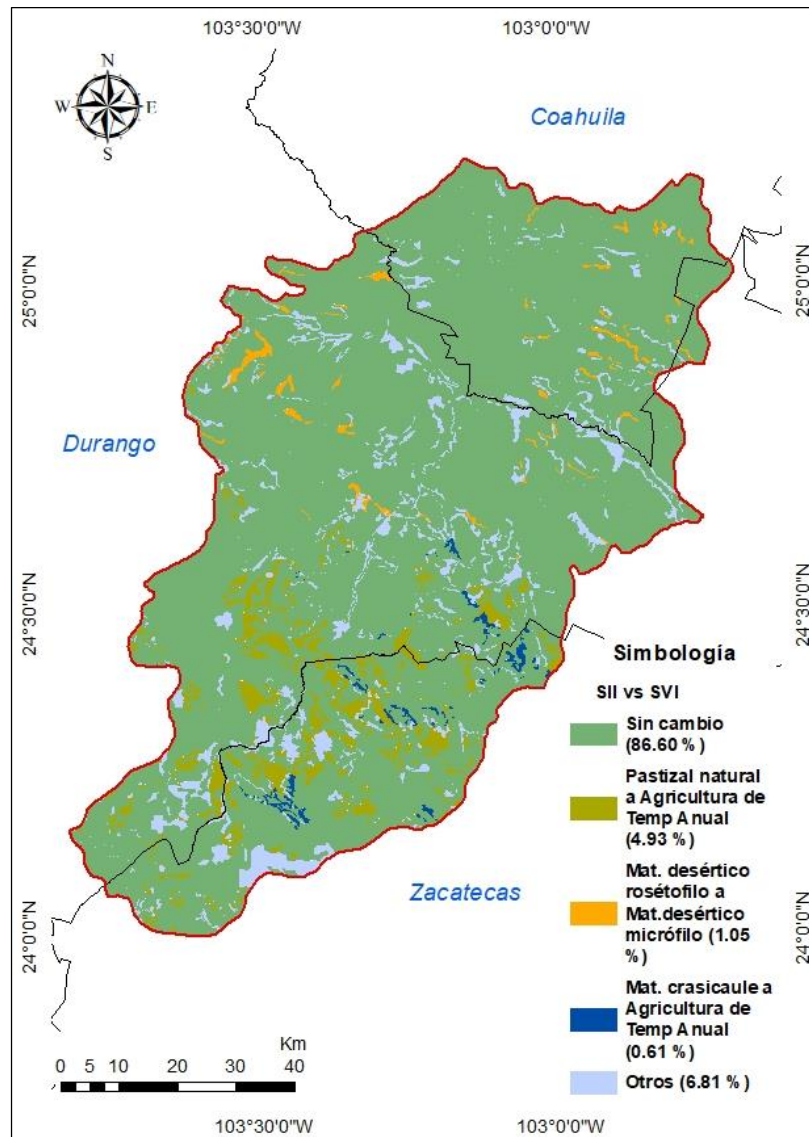 103°30'0"W
103°0'0"W
N
W
E
S
Coahuila
25°0'0"N
25°0'0"N
Durango
24°30'0"N
24°30'0"N
Simbología
SII vs SVI
Sin cambio
(86.60 %)
Pastizal natural
a Agricultura de
Temp Anual
(4.93 %)
Mat. desértico
rosétofilo a
Mat.desértico
micrófilo (1.05
%)
Mat. crasicaule a
Agricultura de
Temp Anual
(0.61 %)
Otros (6.81 %)
Zacatecas
24°0'0"N
24°0'0"N
Km
0 5 10 20 30 40
103°30'0"W
103°0'0"W